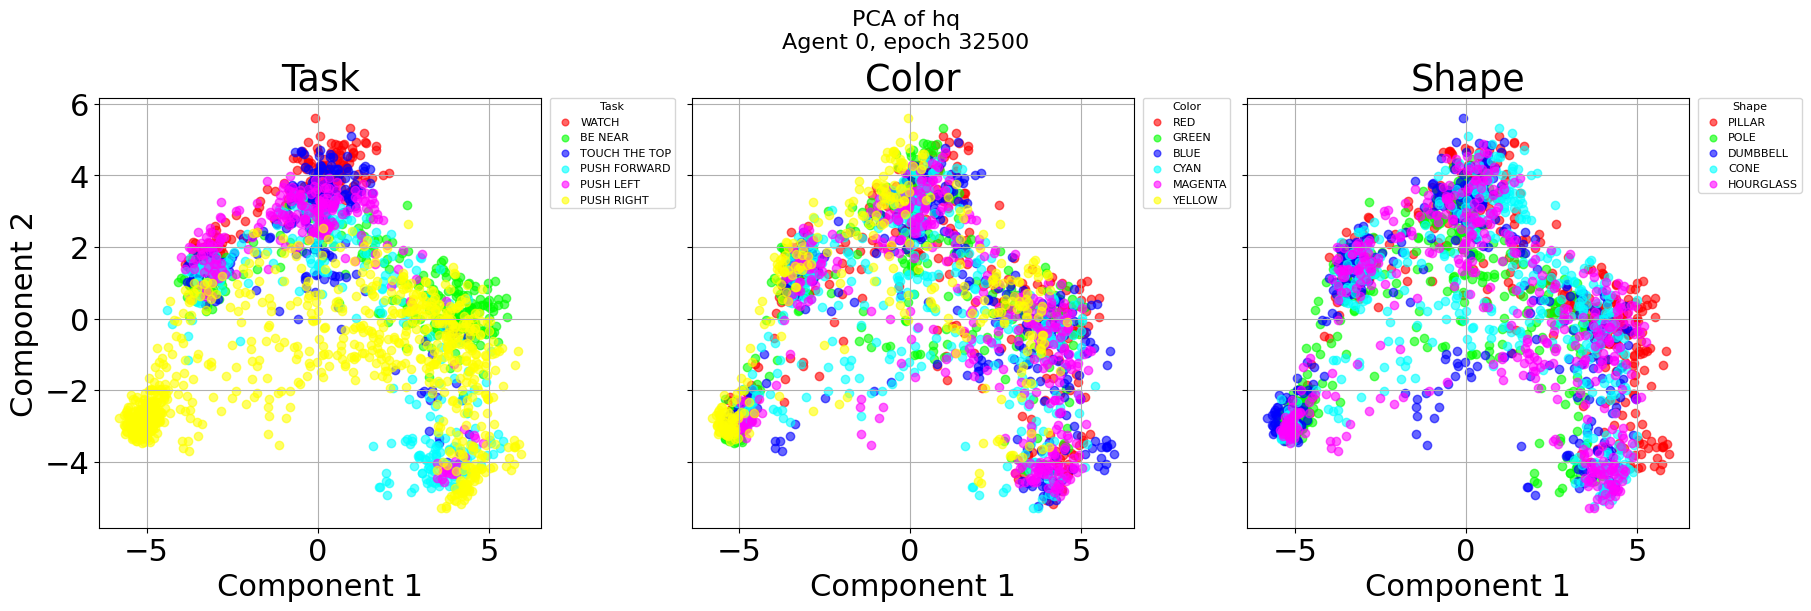 PCA of hq
Agent 0, epoch 32500
Task
Color
Shape
Task
WATCH
BE NEAR
TOUCH THE TOP
PUSH FORWARD
PUSH LEFT
PUSH RIGHT
Color
RED
GREEN
BLUE
CYAN
MAGENTA
YELLOW
Shape
PILLAR
POLE
DUMBBELL
CONE
HOURGLASS
Component 2
6
4
2
0
−2
−4
−5 0 5
−5 0 5
−5 0 5
Component 1
Component 1
Component 1